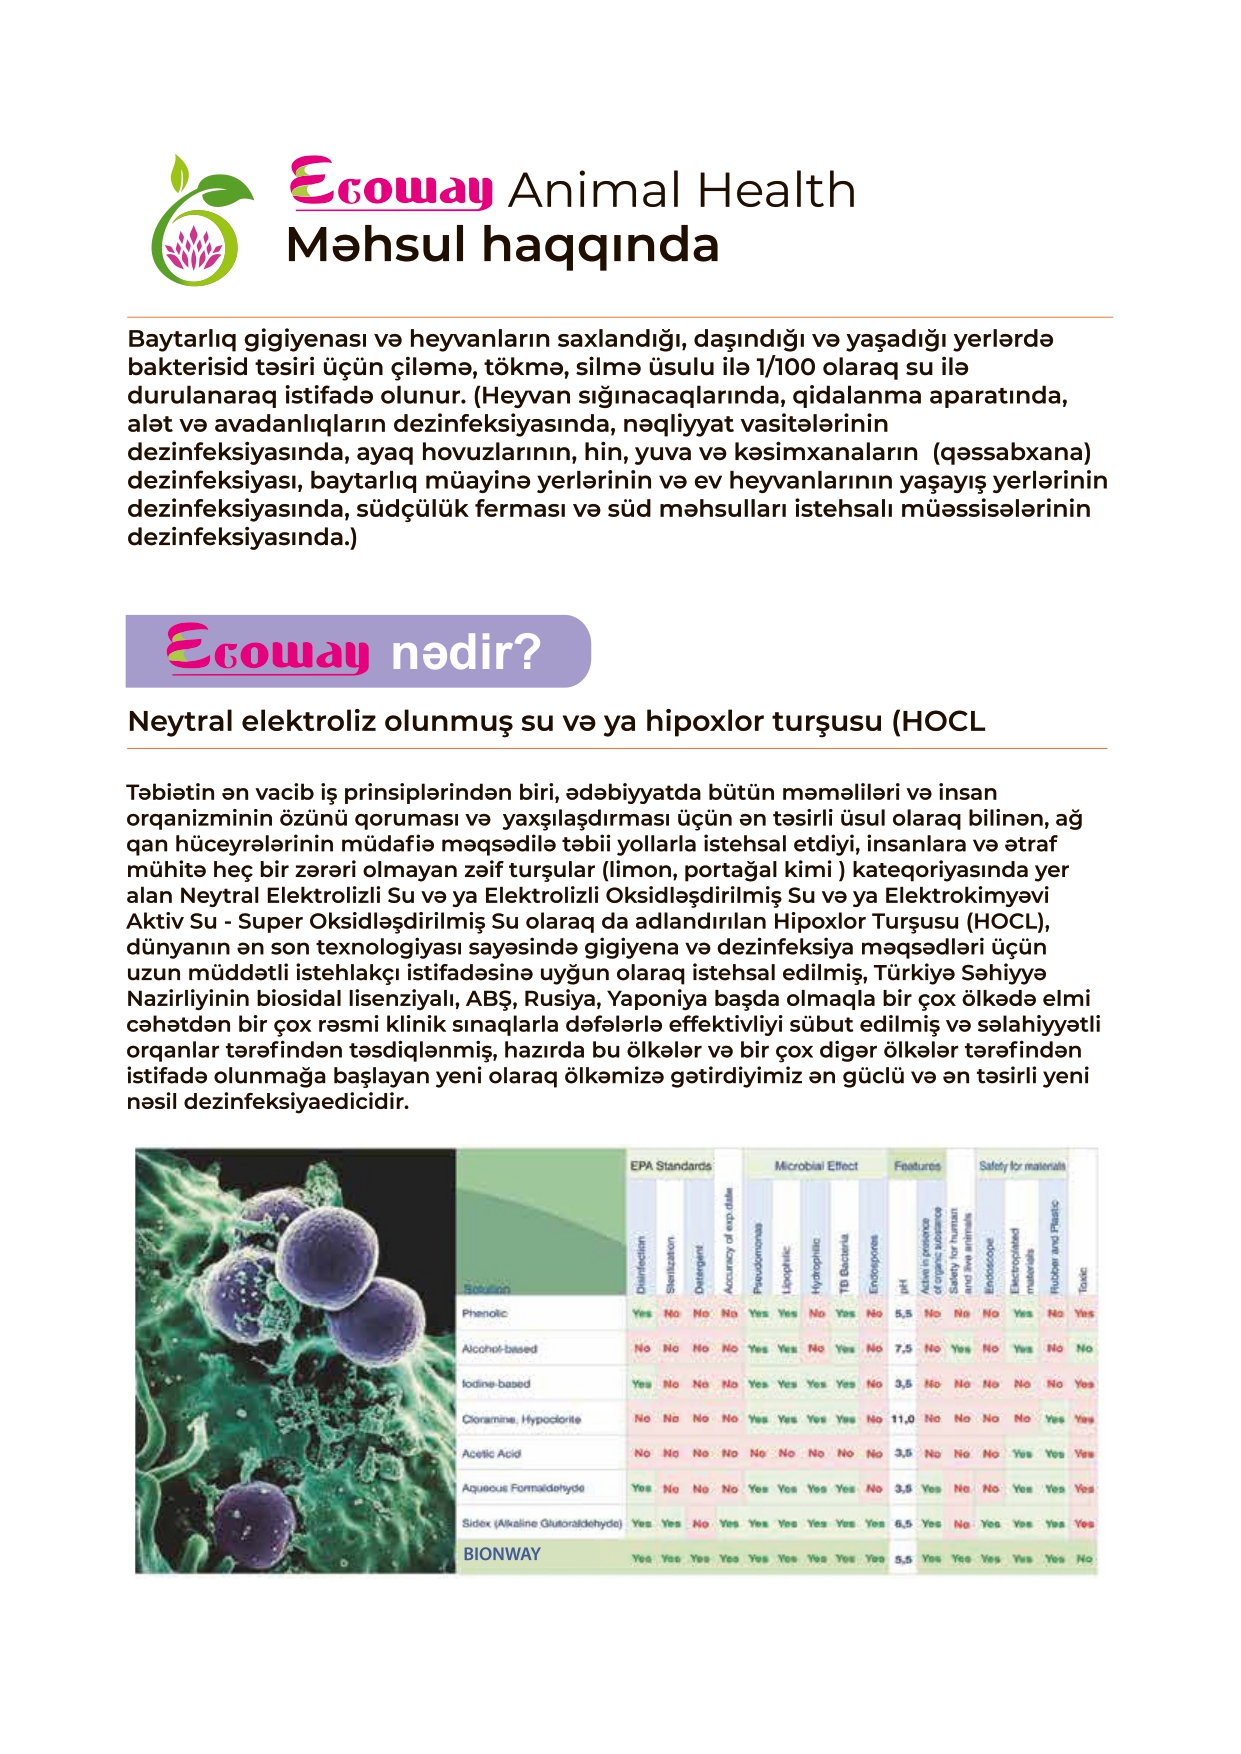 Ecoway Animal Health
Məhsul haqqında
Baytarlıq gigiyenası və heyvanların saxlandığı, daşındığı və yaşadığı yerlərdə
bakterisid təsiri üçün çiləmə, tökmə, silmə üsulu ilə 1/100 olaraq su ilə
durulanaraq istifadə olunur. (Heyvan sığınacaqlarında, qidalanma aparatında,
alət və avadanlıqların dezinfeksiyasında, nəqliyyat vasitələrinin
dezinfeksiyasında, ayaq hovuzlarının, hin, yuva və kəsimxanaların (qəssabxana)
dezinfeksiyası, baytarlıq müayinə yerlərinin və ev heyvanlarının yaşayış yerlərinin
dezinfeksiyasında, südçülük ferması və süd məhsulları istehsalı müəssisələrinin
dezinfeksiyasında.)
Ecoway nədir?
Neytral elektroliz olunmuş su və ya hipoxlor turşusu (HOCL
Təbiətin ən vacib iş prinsiplərindən biri, ədəbiyyatda bütün məməliləri və insan
orqanizminin özünü qoruması və yaxşılaşdırması üçün ən təsirli üsul olaraq bilinən, ağ
qan hüceyrələrinin müdafiə məqsədilə təbii yollarla istehsal etdiyi, insanlara və ətraf
mühitə heç bir zərəri olmayan zəif turşular (limon, portağal kimi ) kateqoriyasında yer
alan Neytral Elektrolizli Su və ya Elektrolizli Oksidləşdirilmiş Su və ya Elektrokimyəvi
Aktiv Su - Super Oksidləşdirilmiş Su olaraq da adlandırılan Hipoxlor Turşusu (HOCL),
dünyanın ən son texnologiyası sayəsində gigiyena və dezinfeksiya məqsədləri üçün
uzun müddətli istehlakçı istifadəsinə uyğun olaraq istehsal edilmiş, Türkiyə Səhiyyə
Nazirliyinin biosidal lisenziyalı, ABŞ, Rusiya, Yaponiya başda olmaqla bir çox ölkədə elmi
cəhətdən bir çox rəsmi klinik sınaqlarla dəfələrlə effektivliyi sübut edilmiş və səlahiyyətli
orqanlar tərəfindən təsdiqlənmiş, hazırda bu ölkələr və bir çox digər ölkələr tərəfindən
istifadə olunmağa başlayan yeni olaraq ölkəmizə gətirdiyimiz ən güclü və ən təsirli yeni
nəsil dezinfeksiyaedicidir.
EPA Standards Microbial Effect Features Safety for materials
Solution Disinfection Sterilization Detergent Accuracy of exp.date Pseudomonas Lipophilic Hydrophilic TB Bacteria Endospores pH Active in presence of organic substance Safety for human and live animals Endoscope Electroplated materials Rubber and Plastic Toxic
Phenolic Yes No No No Yes Yes No Yes No 5,5 No No No Yes No Yes
Alcohol-based No No No No Yes Yes No Yes No 7,5 No Yes No Yes No No
Iodine-based Yes No No No Yes Yes Yes Yes No 3,5 No No No No No Yes
Cloramine, Hypoclorite No No No No Yes Yes Yes Yes No 11,0 No No No No Yes Yes
Acetic Acid No No No No No No No No No 3,5 No No No Yes Yes Yes
Aqueous Formaldehyde Yes No No No Yes Yes Yes Yes No 3,5 Yes No No Yes Yes Yes
Sidex (Alkaline Glutoraldehyde) Yes Yes No Yes Yes Yes Yes Yes Yes 6,5 Yes No Yes Yes Yes Yes
BIONWAY Yes Yes Yes Yes Yes Yes Yes Yes Yes 5,5 Yes Yes Yes Yes Yes No